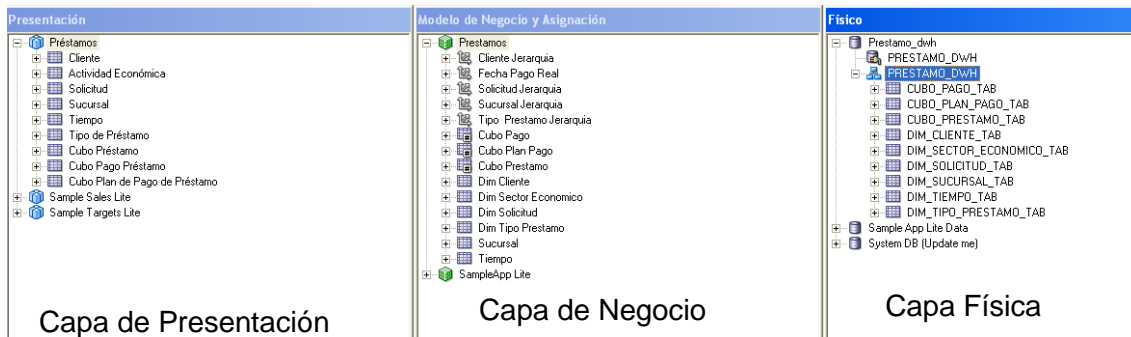 Presentación
Préstamos
Cliente
Actividad Económica
Solicitud
Sucursal
Tiempo
Tipo de Préstamo
Cubo Préstamo
Cubo Pago Préstamo
Cubo Plan de Pago de Préstamo
Sample Sales Lite
Sample Targets Lite
Capa de Presentación
Modelo de Negocio y Asignación
Prestamos
Cliente Jerarquia
Fecha Pago Real
Solicitud Jerarquia
Sucursal Jerarquia
Tipo Prestamo Jerarquia
Cubo Pago
Cubo Plan Pago
Cubo Prestamo
Dim Cliente
Dim Sector Economico
Dim Solicitud
Dim Tipo Prestamo
Sucursal
Tiempo
SampleApp Lite
Capa de Negocio
Físico
Prestamo_dwh
PRESTAMO_DWH
PRESTAMO_DWH
CUBO_PAGO_TAB
CUBO_PLAN_PAGO_TAB
CUBO_PRESTAMO_TAB
DIM_CLIENTE_TAB
DIM_SECTOR_ECONOMICO_TAB
DIM_SOLICITUD_TAB
DIM_SUCURSAL_TAB
DIM_TIEMPO_TAB
DIM_TIPO_PRESTAMO_TAB
Sample App Lite Data
System DB (Update me)
Capa Física